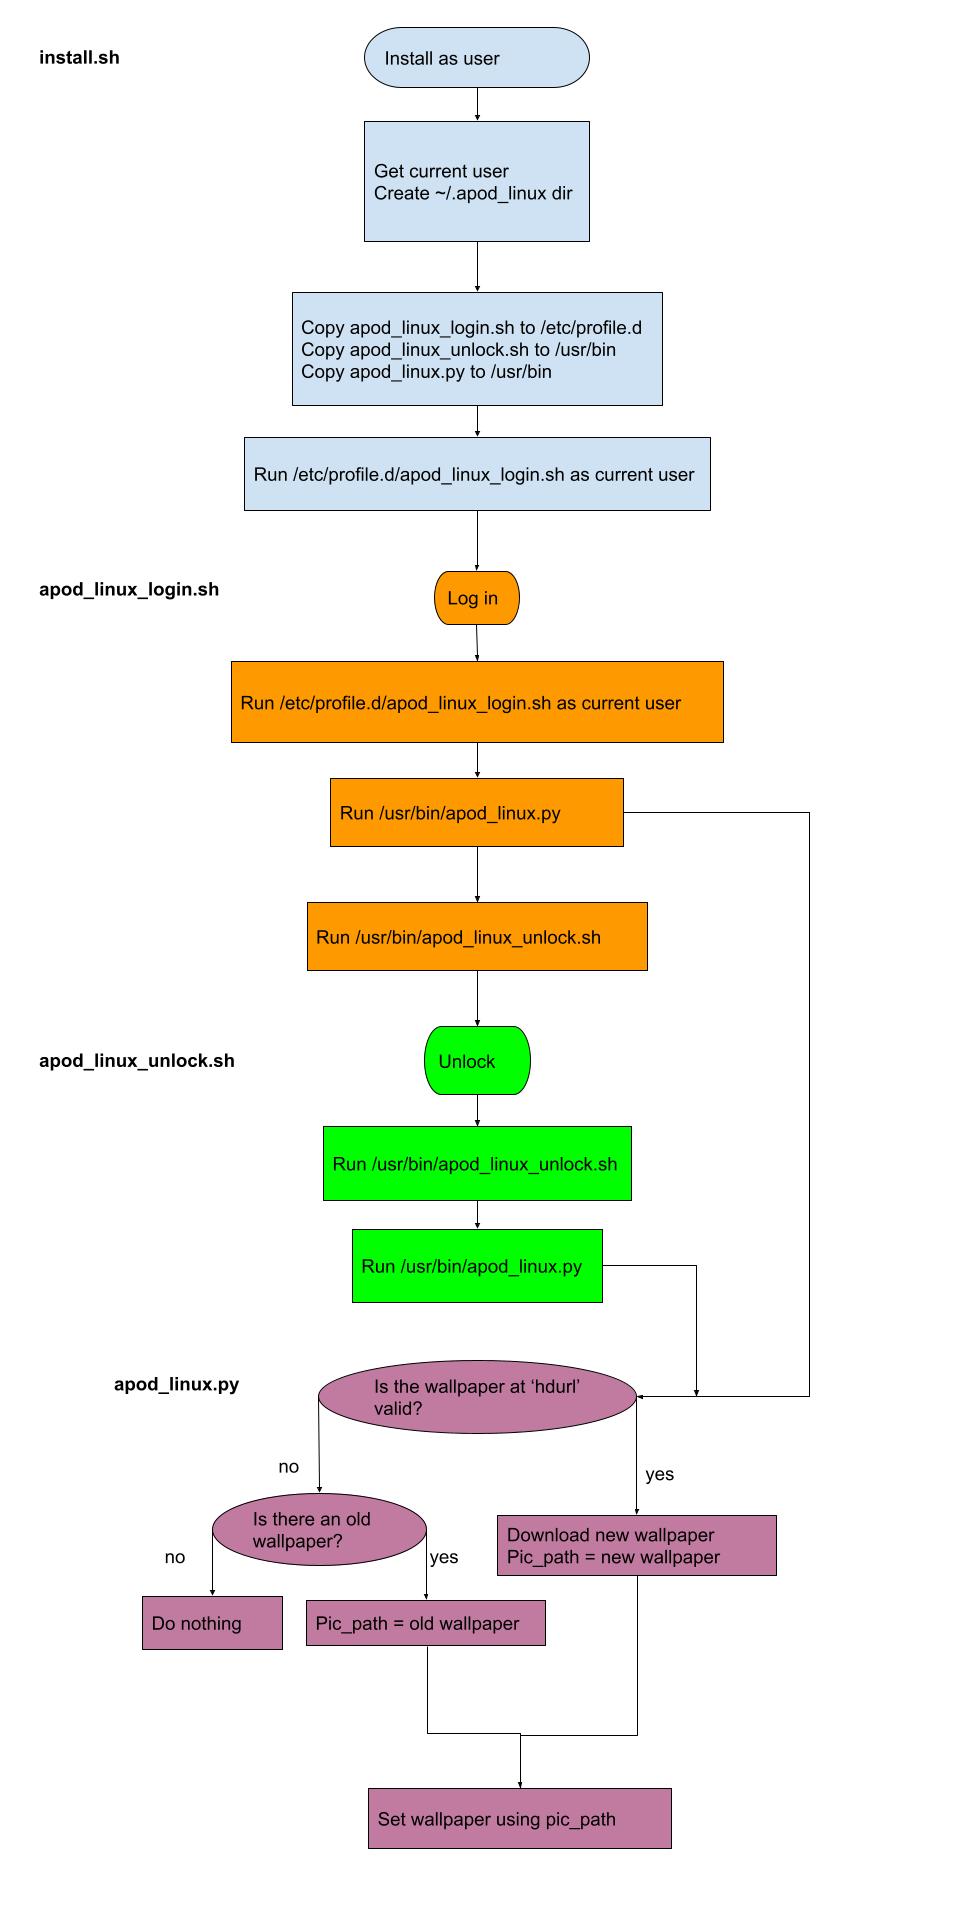 install.sh
Install as user
Get current user
Create ~/.apod_linux dir
Copy apod_linux_login.sh to /etc/profile.d
Copy apod_linux_unlock.sh to /usr/bin
Copy apod_linux.py to /usr/bin
Run /etc/profile.d/apod_linux_login.sh as current user
apod_linux_login.sh
Log in
Run /etc/profile.d/apod_linux_login.sh as current user
Run /usr/bin/apod_linux.py
Run /usr/bin/apod_linux_unlock.sh
apod_linux_unlock.sh
Unlock
Run /usr/bin/apod_linux_unlock.sh
Run /usr/bin/apod_linux.py
apod_linux.py
Is the wallpaper at ‘hdurl’
valid?
no
yes
Is there an old
wallpaper?
Download new wallpaper
Pic_path = new wallpaper
no
yes
Do nothing
Pic_path = old wallpaper
Set wallpaper using pic_path